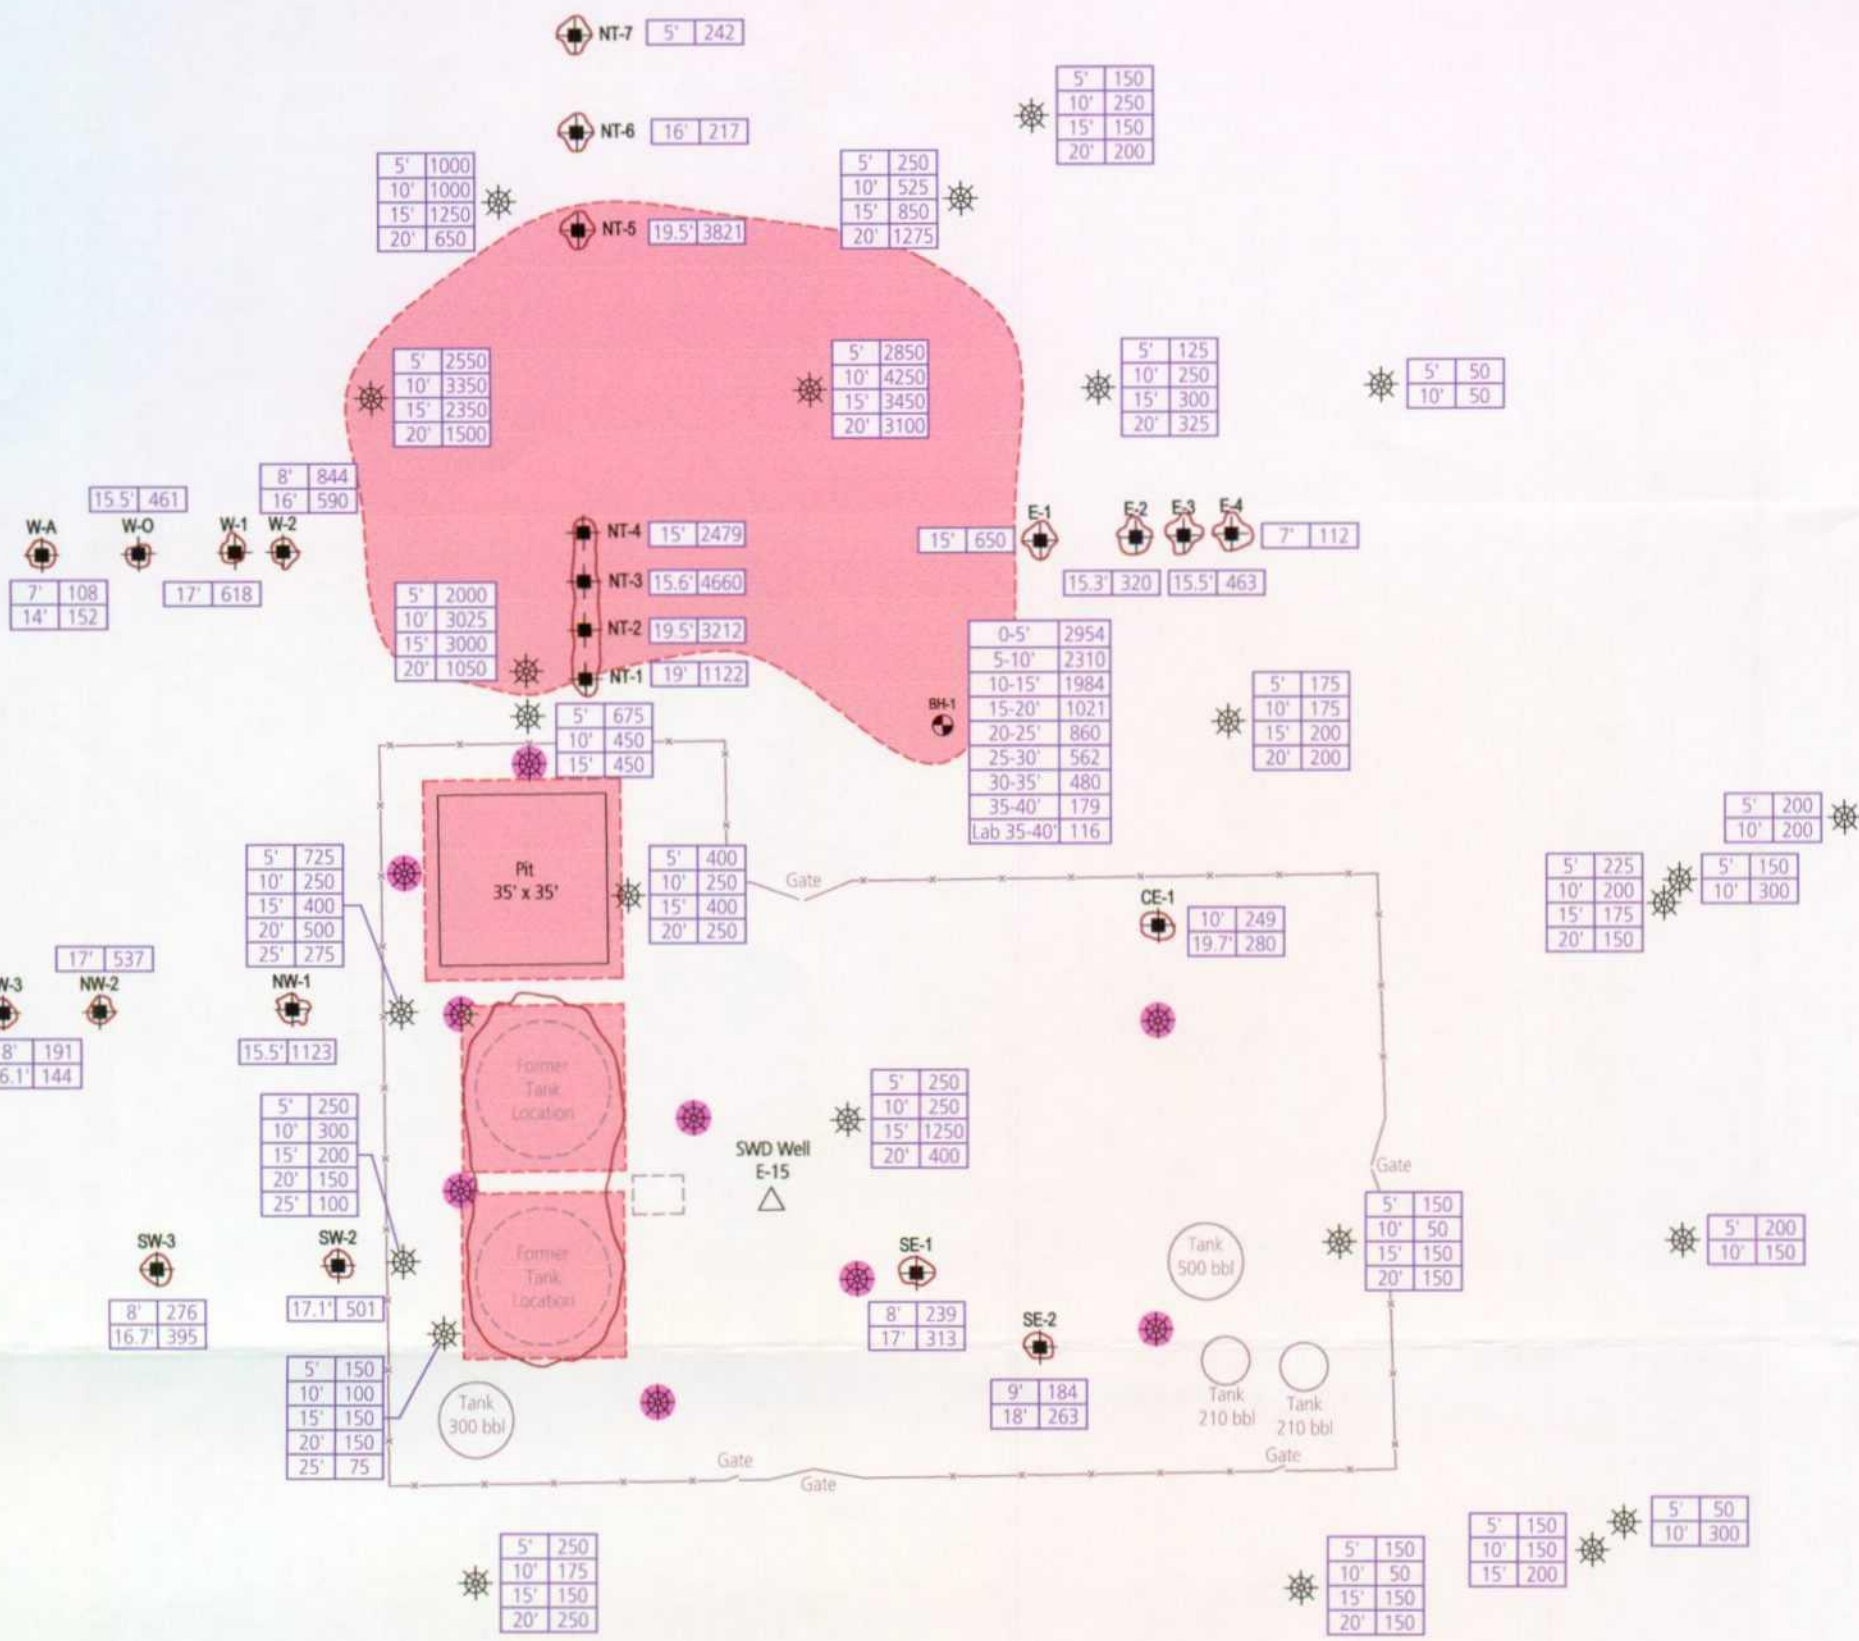 NT-7 5' 242
5' 150
10' 250
15' 150
20' 200
NT-6 16' 217
5' 1000
10' 1000
15' 1250
20' 650
5' 250
10' 525
15' 850
20' 1275
NT-5 19.5' 3821
5' 2550
10' 3350
15' 2350
20' 1500
5' 2850
10' 4250
15' 3450
20' 3100
5' 125
10' 250
15' 300
20' 325
5' 50
10' 50
8' 844
16' 590
15 5' 461
W-A W-O W-1 W-2
7' 108
14' 152
17' 618
NT-4 15' 2479
NT-3 15.6' 4660
NT-2 19.5' 3212
NT-1 19' 1122
E-1 E-2 E-3 E-4
15' 650
7' 112
15.3' 320
15.5' 463
5' 2000
10' 3025
15' 3000
20' 1050
0-5' 2954
5-10' 2310
10-15' 1984
15-20' 1021
20-25' 860
25-30' 562
30-35' 480
35-40' 179
Lab 35-40' 116
BH-1
5' 175
10' 175
15' 200
20' 200
5' 675
10' 450
15' 450
5' 200
10' 200
5' 725
10' 250
15' 400
20' 500
25' 275
Pit
35' x 35'
5' 400
10' 250
15' 400
20' 250
Gate
CE-1
10' 249
19.7' 280
5' 225
10' 200
15' 175
20' 150
5' 150
10' 300
17' 537
W-3 NW-2 NW-1
8' 191
6.1' 144
15.5' 1123
Former
Tank
Location
5' 250
10' 250
15' 1250
20' 400
5' 250
10' 300
15' 200
20' 150
25' 100
SWD Well
E-15
Gate
5' 150
10' 50
15' 150
20' 150
5' 200
10' 150
SW-3 SW-2
8' 276
16.7' 395
17.1' 501
Former
Tank
Location
SE-1
8' 239
17' 313
Tank
500 bbl
SE-2
9' 184
18' 263
Tank
210 bbl
Tank
210 bbl
5' 150
10' 100
15' 150
20' 150
25' 75
Tank
300 bbl
Gate
Gate
Gate
5' 250
10' 175
15' 150
20' 250
5' 150
10' 50
15' 150
20' 150
5' 150
10' 150
15' 200
5' 50
10' 300